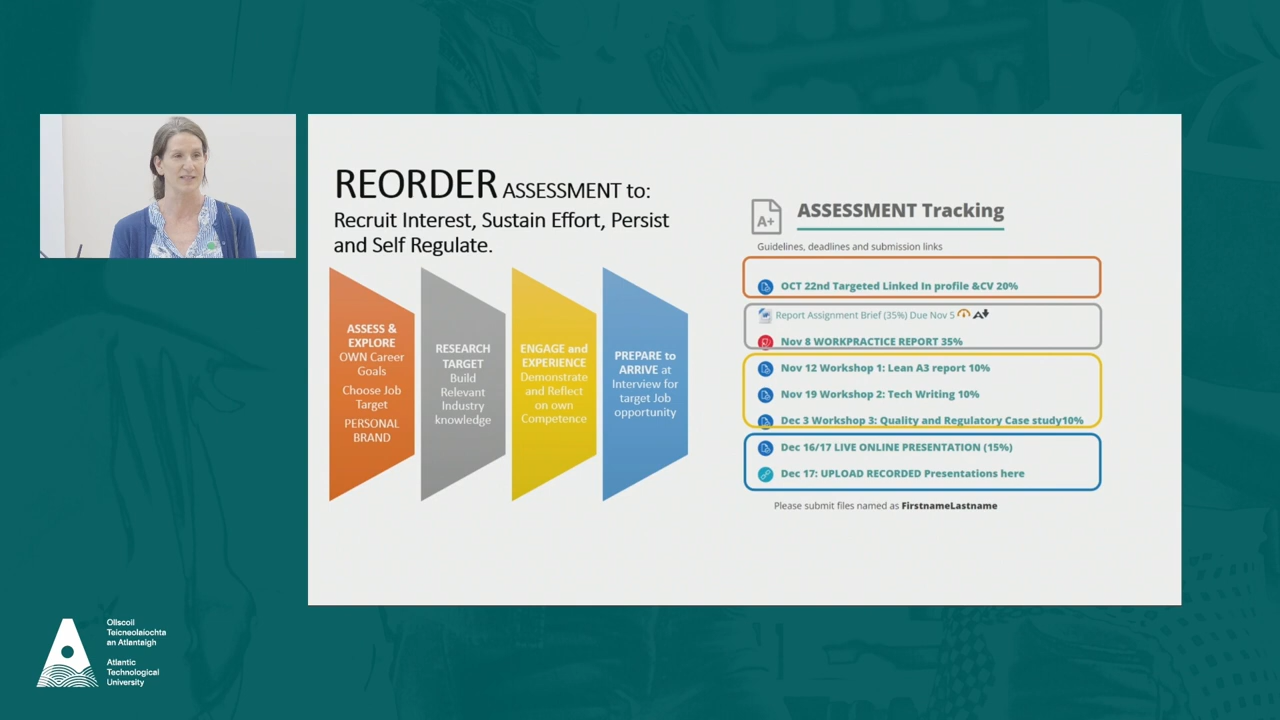 REORDER ASSESSMENT to:
Recruit Interest, Sustain Effort, Persist
and Self Regulate.
ASSESS &
EXPLORE
OWN Career
Goals
Choose Job
Target
PERSONAL
BRAND
RESEARCH
TARGET
Build
Relevant
Industry
knowledge
ENGAGE and
EXPERIENCE
Demonstrate
and Reflect
on own
Competence
PREPARE to
ARRIVE at
Interview for
target Job
opportunity
A+
ASSESSMENT Tracking
Guidelines, deadlines and submission links
OCT 22nd Targeted Linked In profile &CV 20%
Report Assignment Brief (35%) Due Nov 5
Nov 8 WORKPRACTICE REPORT 35%
Nov 12 Workshop 1: Lean A3 report 10%
Nov 19 Workshop 2: Tech Writing 10%
Dec 3 Workshop 3: Quality and Regulatory Case study10%
Dec 16/17 LIVE ONLINE PRESENTATION (15%)
Dec 17: UPLOAD RECORDED Presentations here
Please submit files named as FirstnameLastname
Ollscoil
Teicneolaíochta
an Atlantaigh
Atlantic
Technological
University